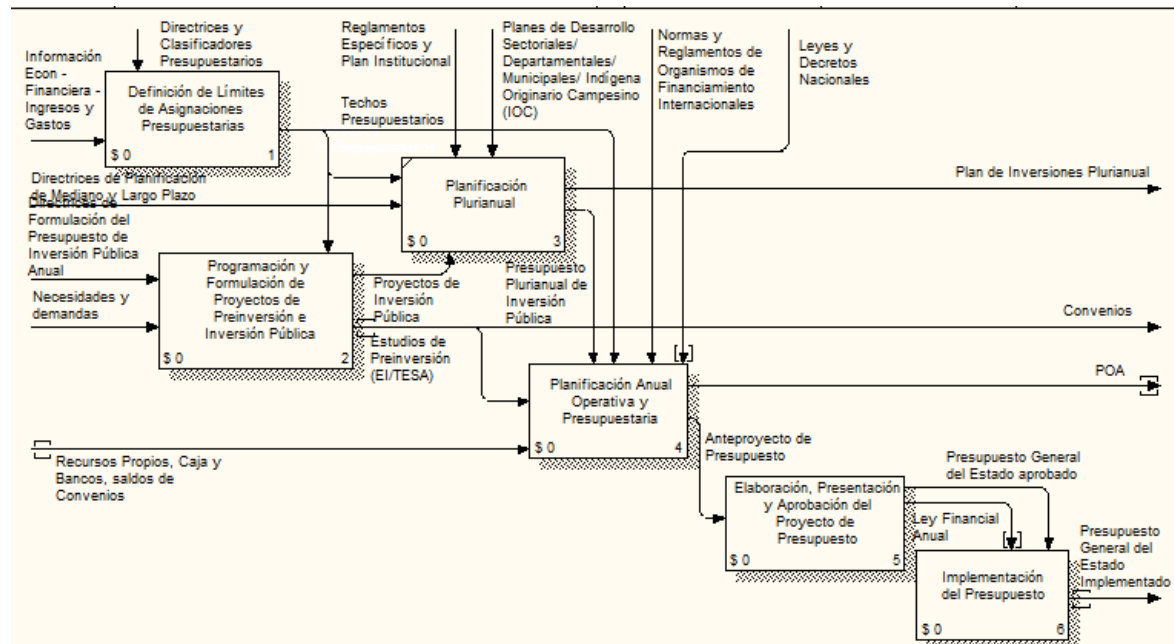 Directrices y
Clasificadores
Presupuestarios
Reglamentos
Específicos y
Plan Institucional
Planes de Desarrollo
Sectoriales/
Departamentales/
Municipales/ Indígena
Originario Campesino
(IOC)
Normas y
Reglamentos de
Organismos de
Financiamiento
Internacionales
Leyes y
Decretos
Nacionales
Información
Econ -
Financiera -
Ingresos y
Gastos
Definición de Límites
de Asignaciones
Presupuestarias
$ 0
1
Techos
Presupuestarios
Directrices de Planificación
de Mediano y Largo Plazo
Planificación
Plurianual
$ 0
3
Plan de Inversiones Plurianual
Directrices de
Formulación del
Presupuesto de
Inversión Pública
Anual
Necesidades y
demandas
Programación y
Formulación de
Proyectos de
Preinversión e
Inversión Pública
$ 0
2
Proyectos de
Inversión
Pública
Estudios de
Preinversión
(EI/TESA)
Presupuesto
Plurianual de
Inversión
Pública
Convenios
Planificación Anual
Operativa y
Presupuestaria
$ 0
4
POA
Recursos Propios, Caja y
Bancos, saldos de
Convenios
Anteproyecto de
Presupuesto
Elaboración, Presentación
y Aprobación del
Proyecto de
Presupuesto
$ 0
5
Presupuesto General
del Estado aprobado
Ley Financial
Anual
Implementación
del Presupuesto
$ 0
6
Presupuesto
General del
Estado
Implementado